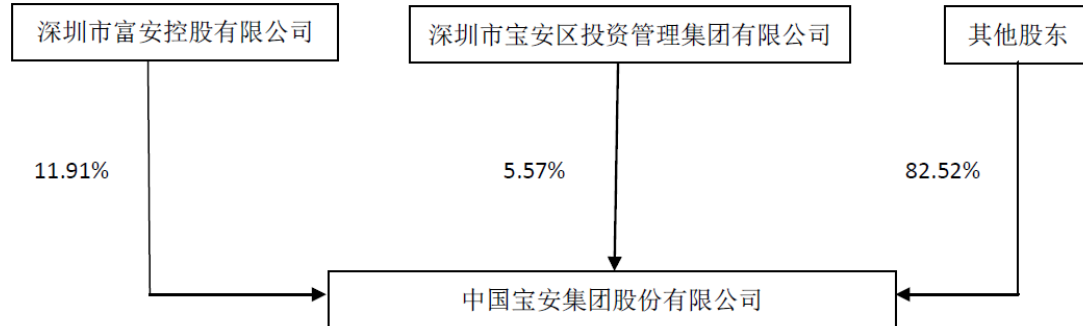 深圳市富安控股有限公司
深圳市宝安区投资管理集团有限公司
其他股东
11.91%
5.57%
82.52%
中国宝安集团股份有限公司